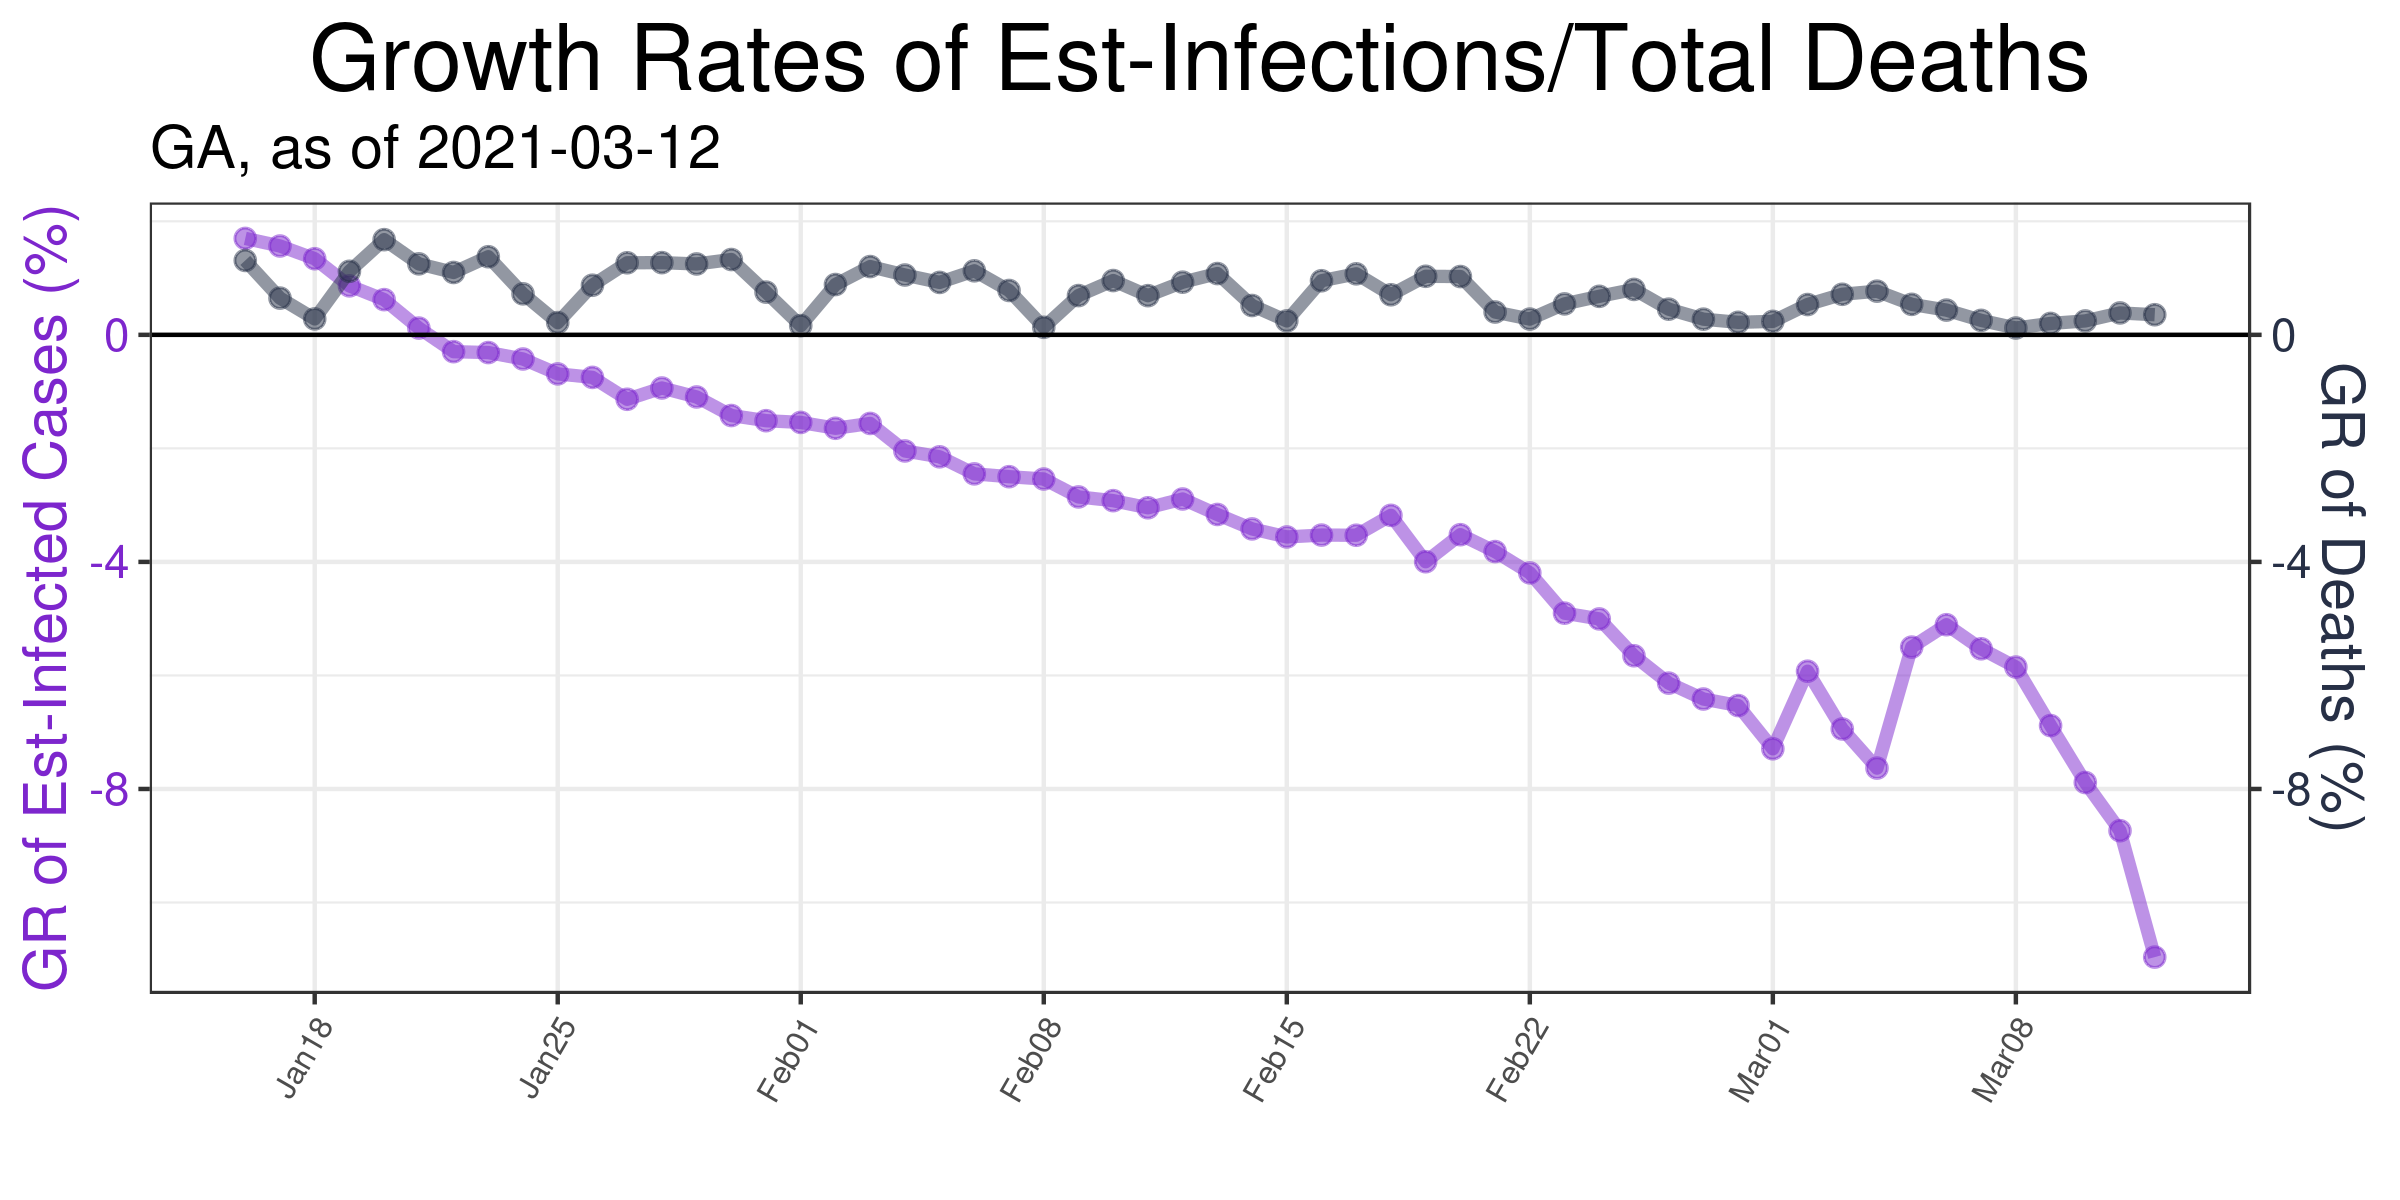 Growth Rates of Est-Infections/Total Deaths
GA, as of 2021-03-12
GR of Est-Infected Cases (%)
0
-4
-8
0
-4
-8
GR of Deaths (%)
Jan18
Jan25
Feb01
Feb08
Feb15
Feb22
Mar01
Mar08